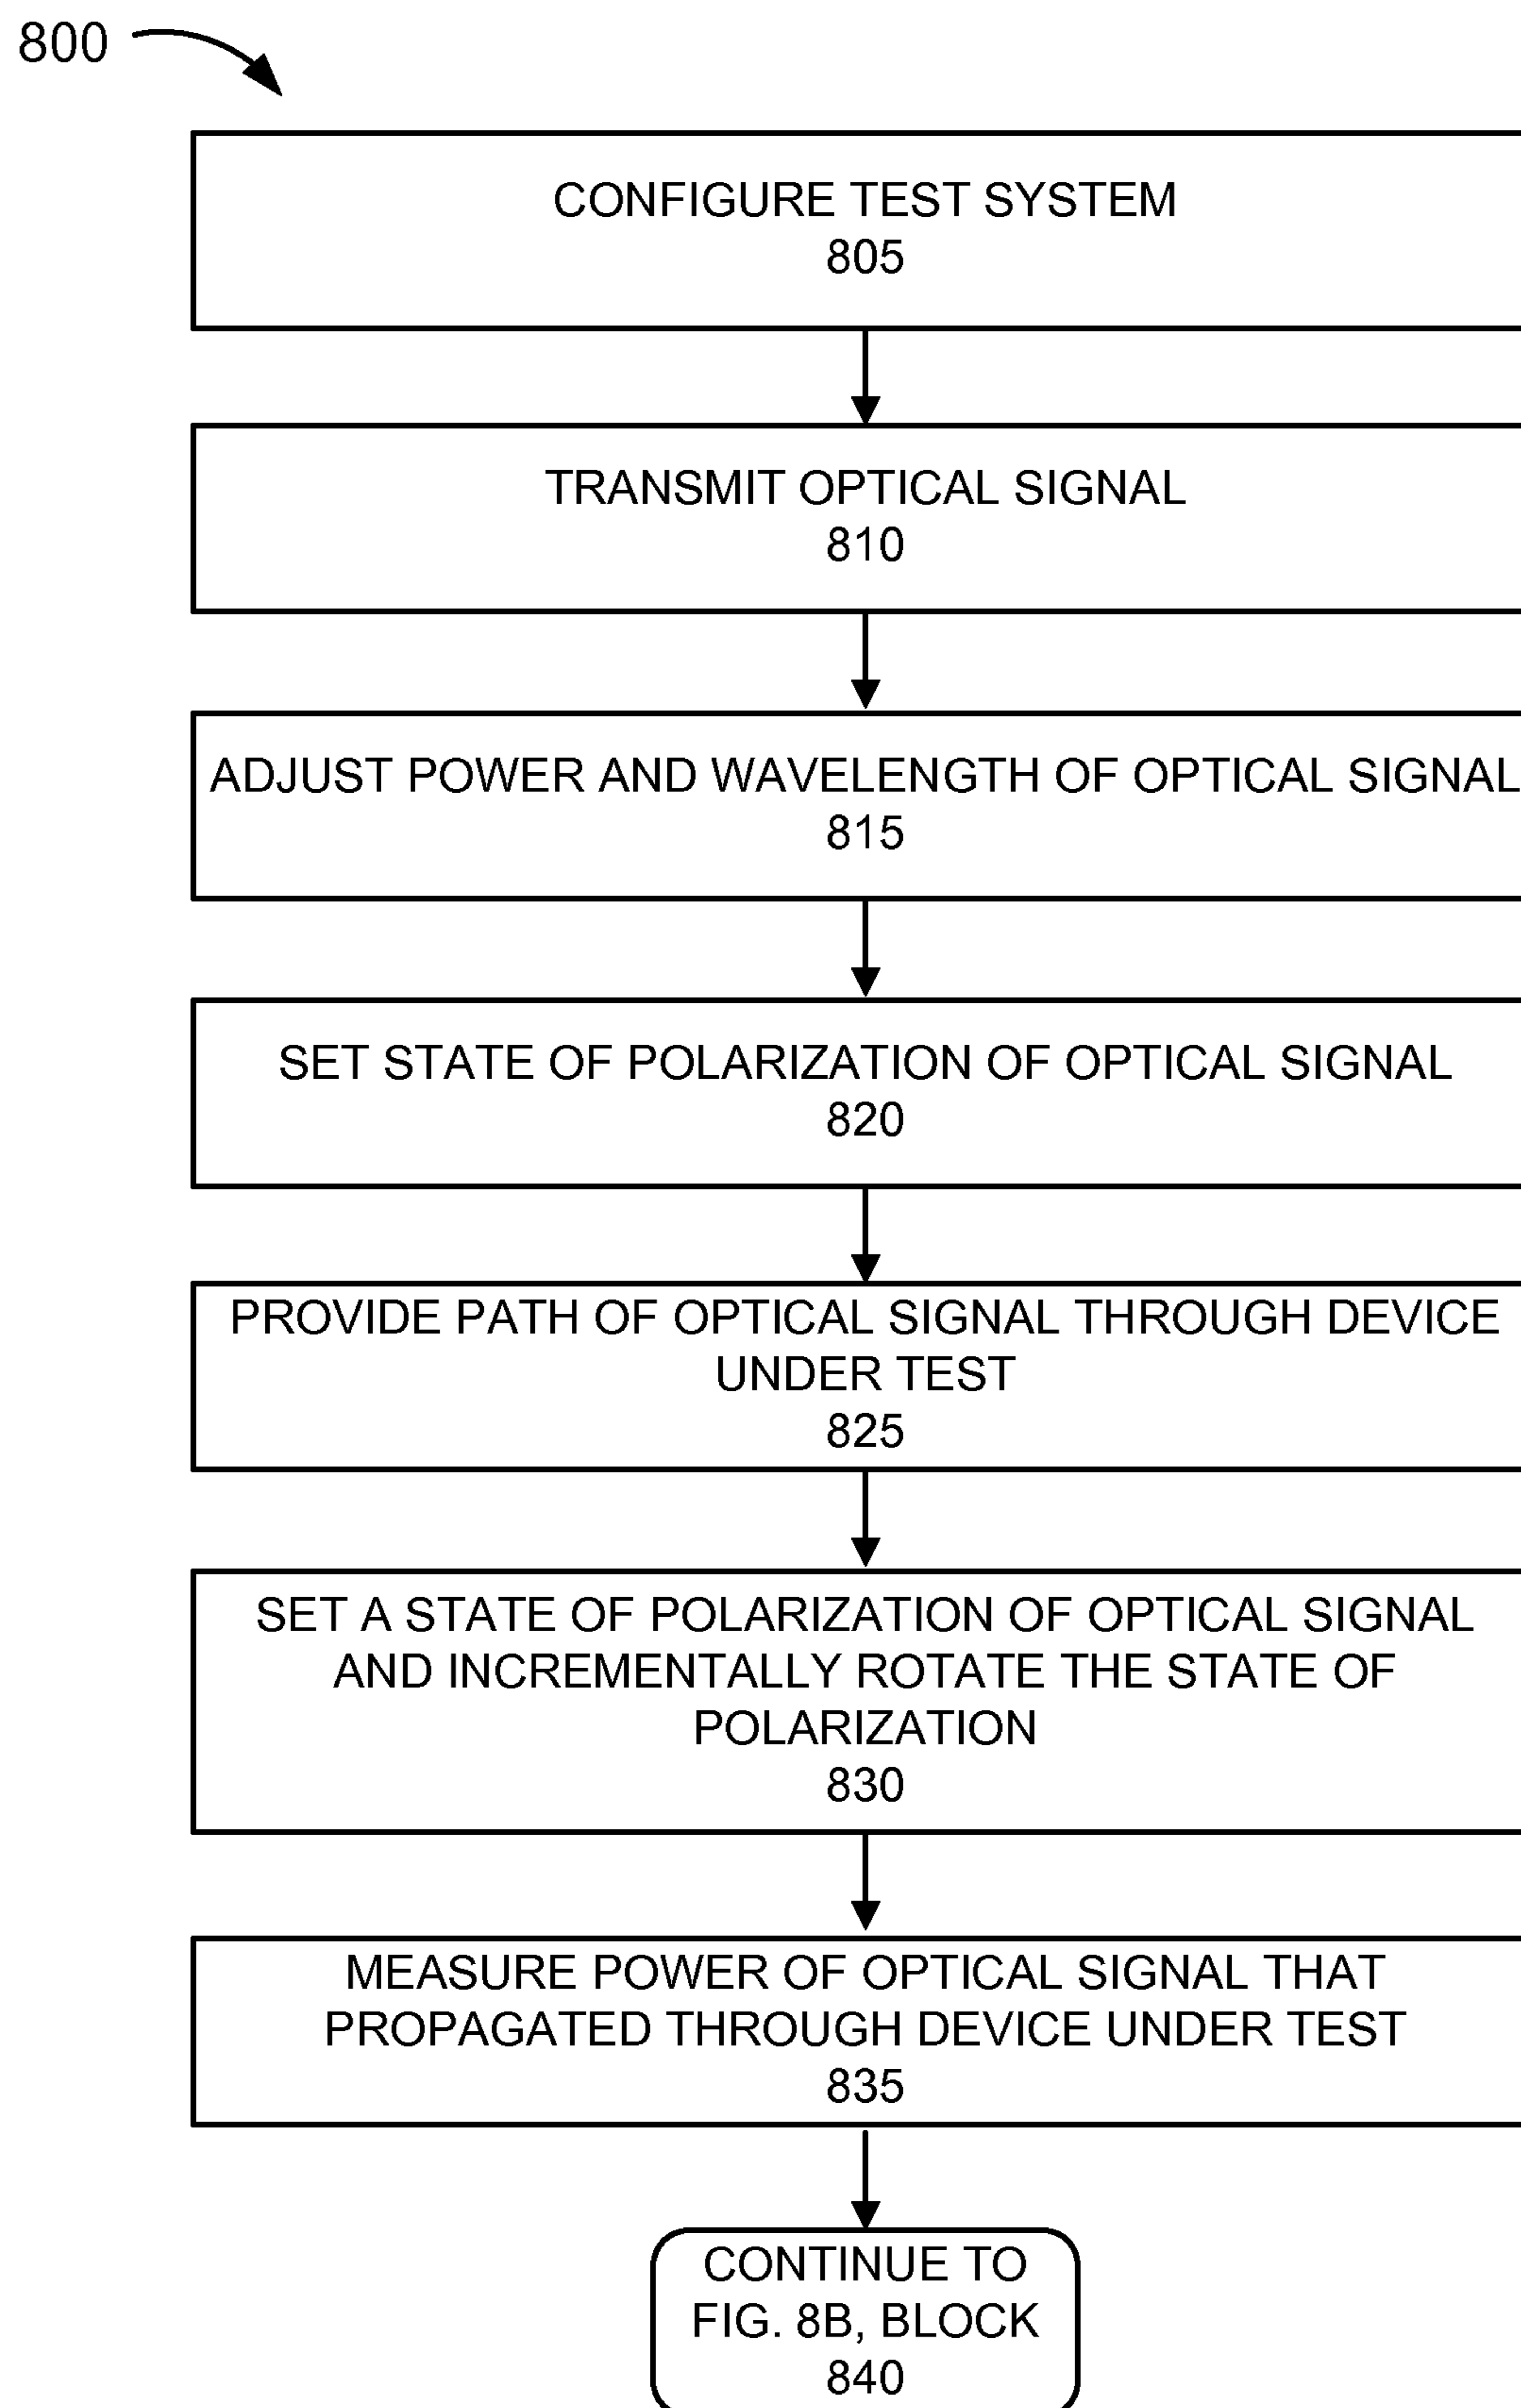 800
CONFIGURE TEST SYSTEM
805
TRANSMIT OPTICAL SIGNAL
810
ADJUST POWER AND WAVELENGTH OF OPTICAL SIGNAL
815
SET STATE OF POLARIZATION OF OPTICAL SIGNAL
820
PROVIDE PATH OF OPTICAL SIGNAL THROUGH DEVICE
UNDER TEST
825
SET A STATE OF POLARIZATION OF OPTICAL SIGNAL
AND INCREMENTALLY ROTATE THE STATE OF
POLARIZATION
830
MEASURE POWER OF OPTICAL SIGNAL THAT
PROPAGATED THROUGH DEVICE UNDER TEST
835
CONTINUE TO
FIG. 8B, BLOCK
840